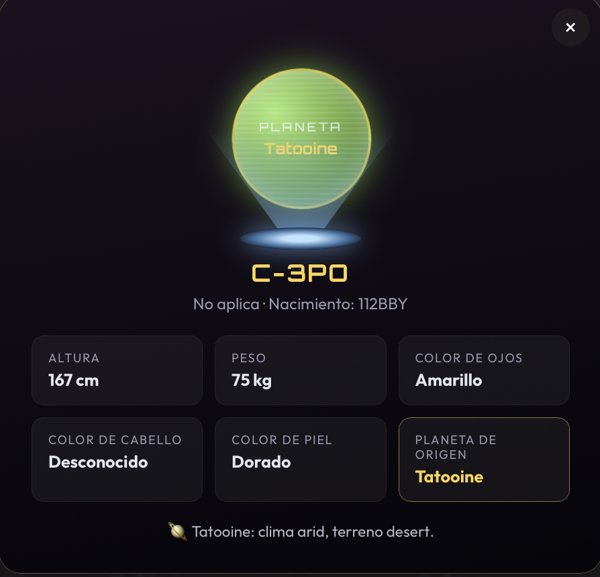 ×
PLANETA
Tatooine
C-3PO
No aplica · Nacimiento: 112BBY
ALTURA
167 cm
PESO
75 kg
COLOR DE OJOS
Amarillo
COLOR DE CABELLO
Desconocido
COLOR DE PIEL
Dorado
PLANETA DE
ORIGEN
Tatooine
🪐 Tatooine: clima arid, terreno desert.